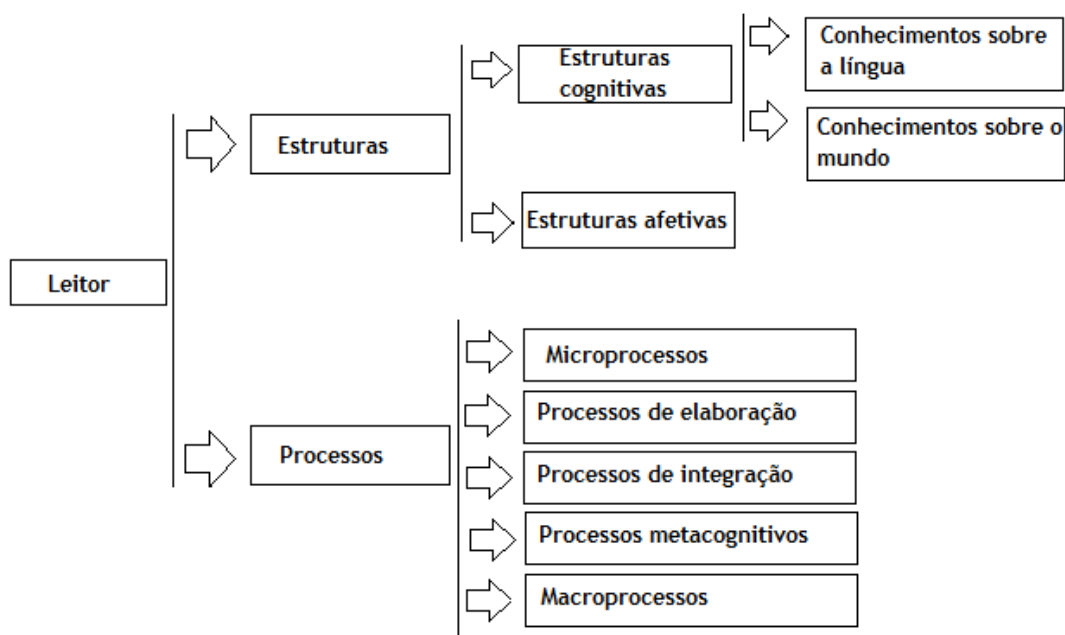 Leitor
Estruturas
Estruturas
cognitivas
Conhecimentos sobre
a língua
Conhecimentos sobre o
mundo
Estruturas afetivas
Processos
Microprocessos
Processos de elaboração
Processos de integração
Processos metacognitivos
Macroprocessos